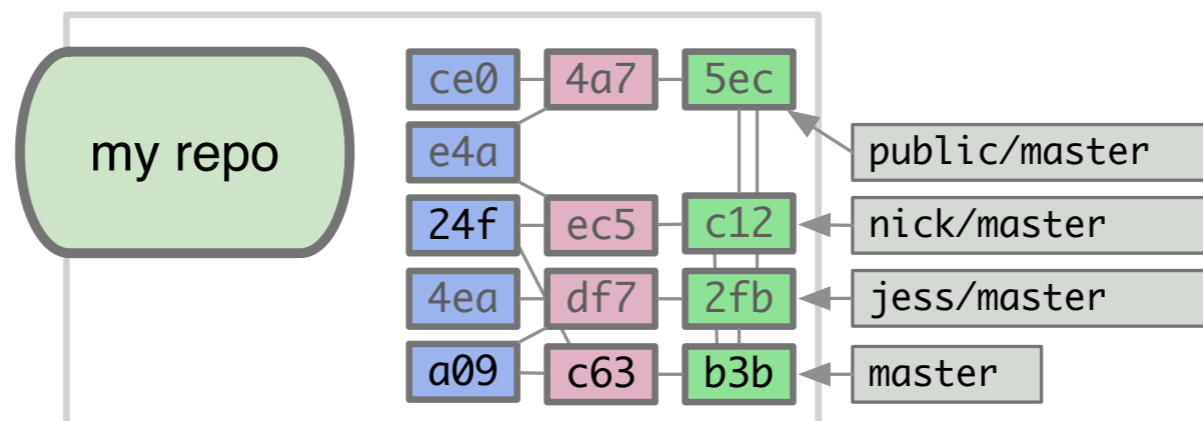 my repo
ce0 4a7 5ec
e4a
public/master
24f ec5 c12 nick/master
4ea df7 2fb jess/master
a09 c63 b3b master